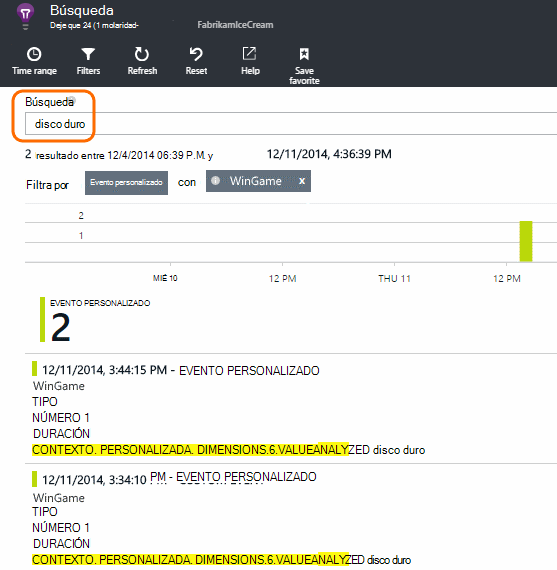 Búsqueda
Deje que 24 (1 molaridad-
FabrikamIceCream
Time range
Filters
Refresh
Reset
Help
Save favorite
Búsqueda
disco duro
2 resultado entre 12/4/2014 06:39 P.M. y 12/11/2014, 4:36:39 PM
Filtra por Evento personalizado con WinGame x
2
1
MIÉ 10 12 PM THU 11 12 PM
EVENTO PERSONALIZADO
2
12/11/2014, 3:44:15 PM - EVENTO PERSONALIZADO
WinGame
TIPO
NÚMERO 1
DURACIÓN
CONTEXTO. PERSONALIZADA. DIMENSIONS.6.VALUEANALYZED disco duro
12/11/2014, 3:34:10 PM - EVENTO PERSONALIZADO
WinGame
TIPO
NÚMERO 1
DURACIÓN
CONTEXTO. PERSONALIZADA. DIMENSIONS.6.VALUEANALYZED disco duro